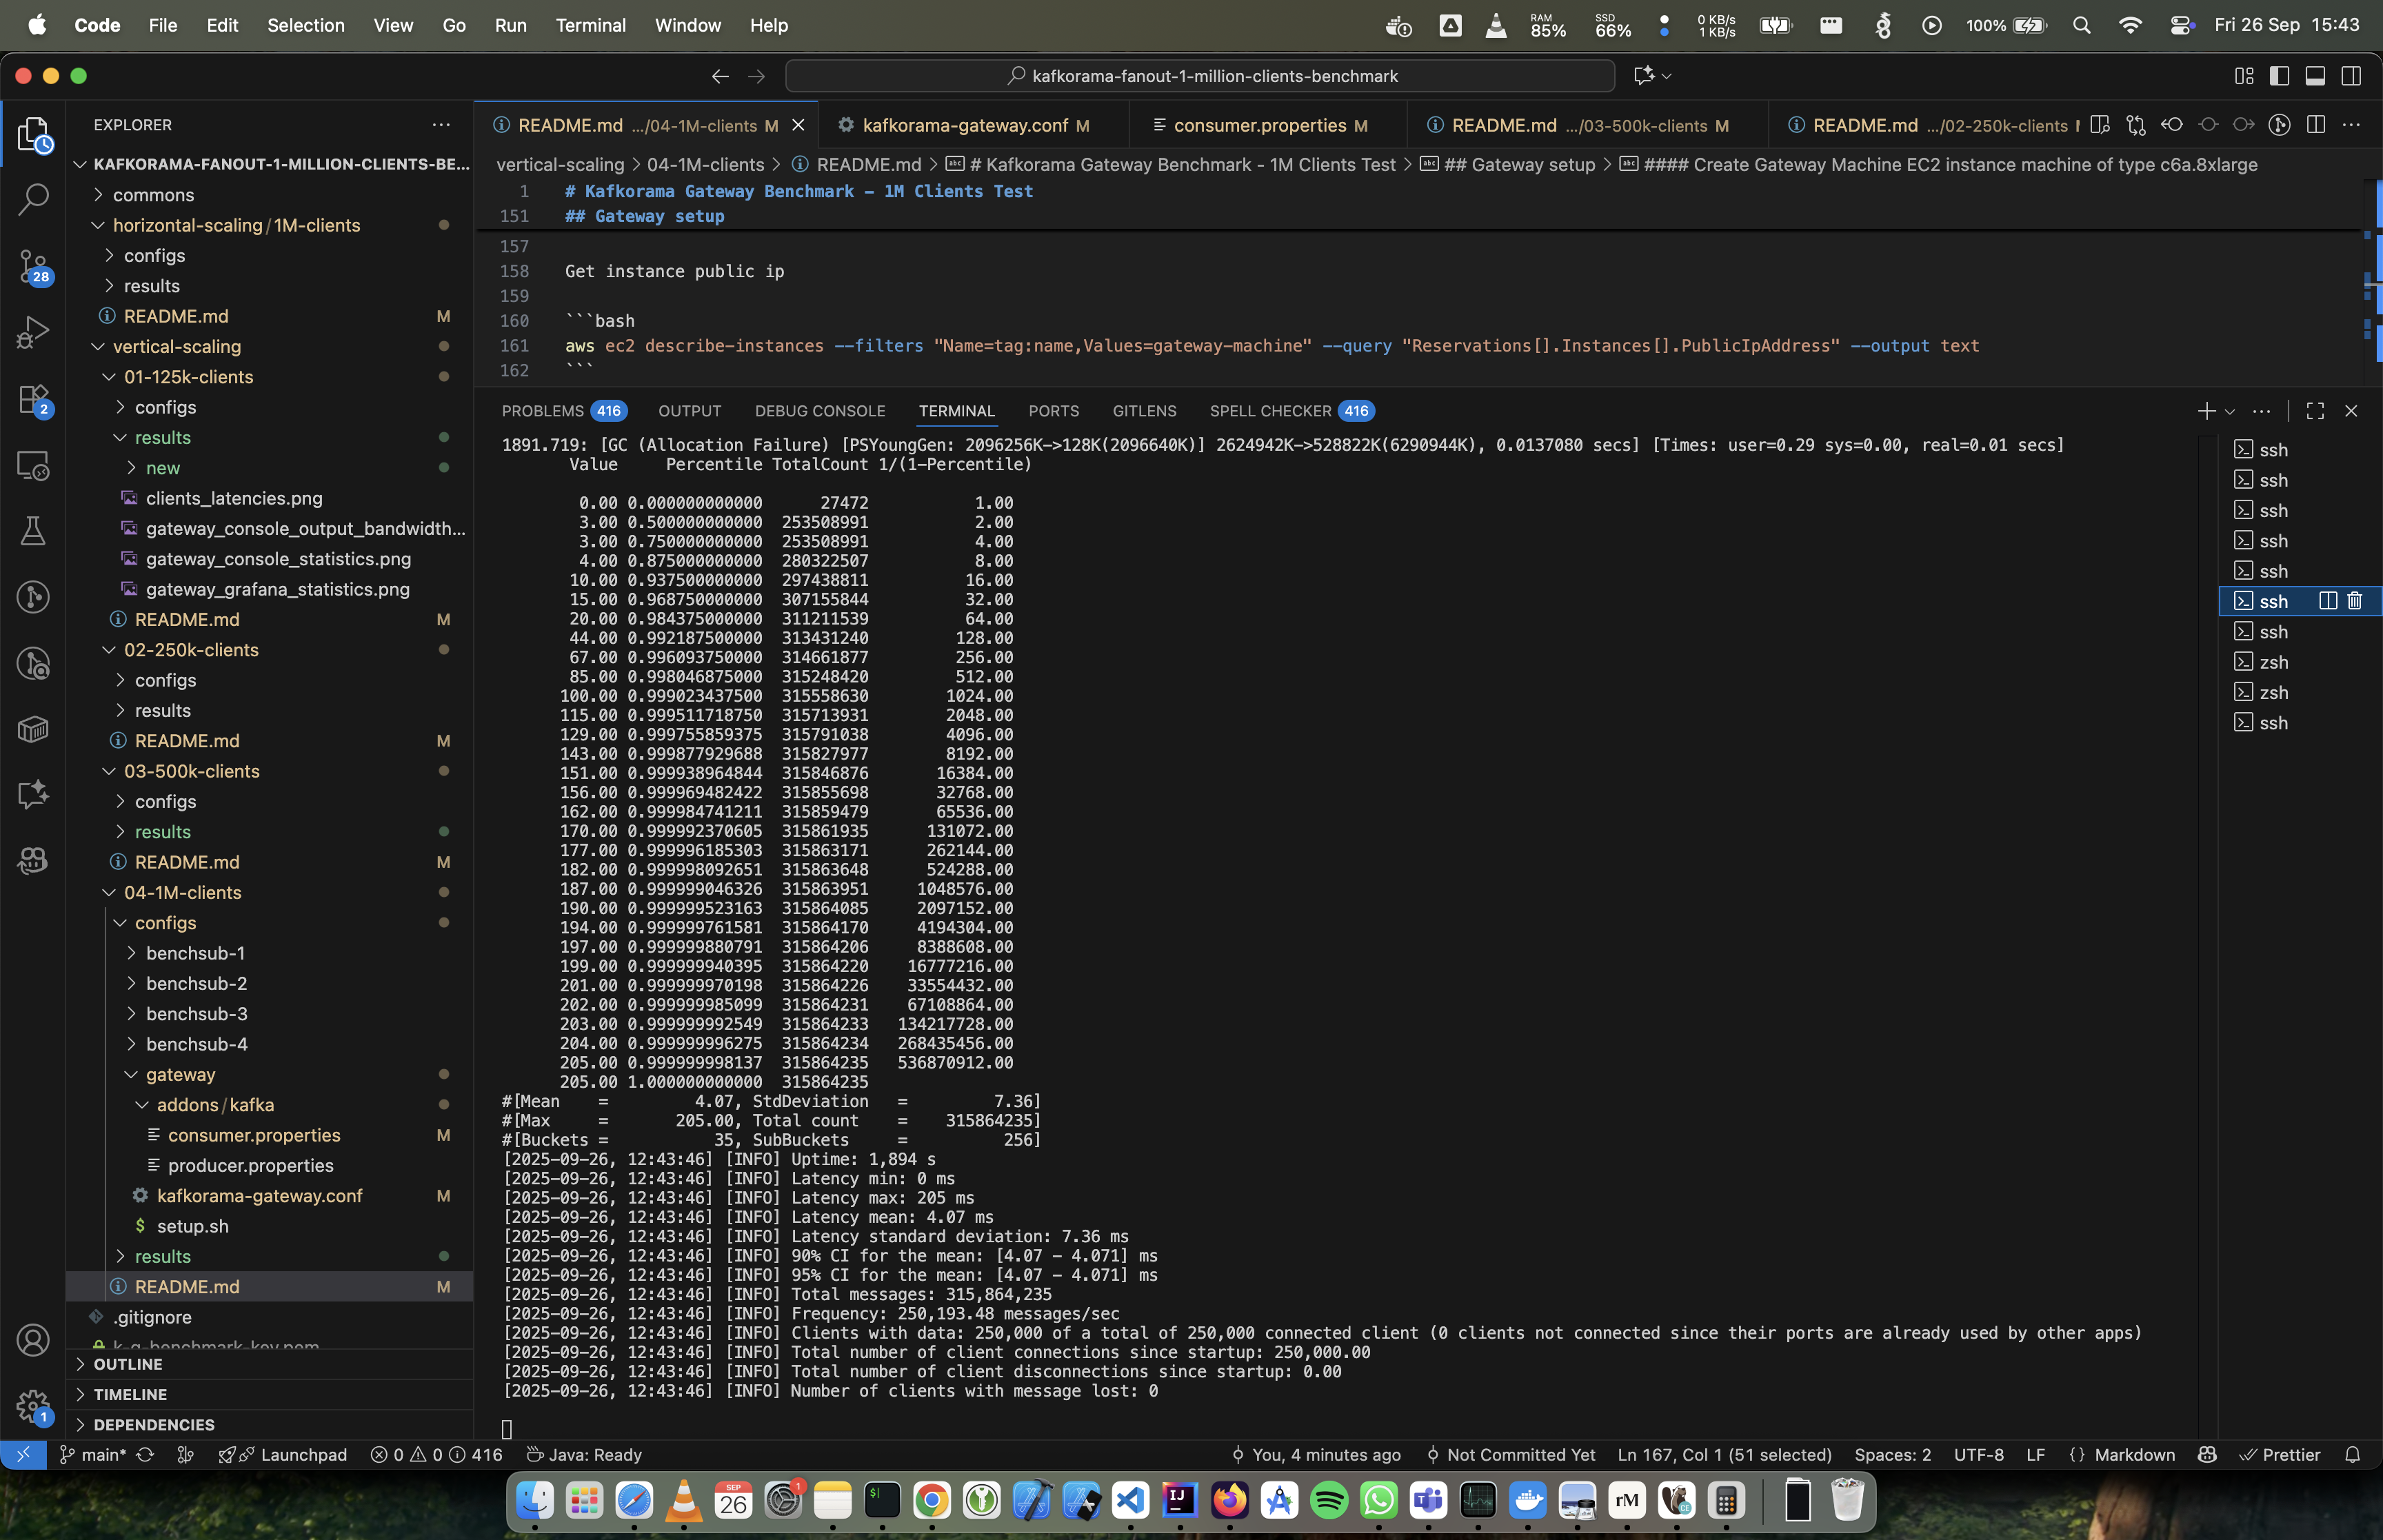 Code File Edit Selection View Go Run Terminal Window Help RAM 85% SSD 66% 0 KB/s 1 KB/s 100% Fri 26 Sep 15:43
kafkorama-fanout-1-million-clients-benchmark
EXPLORER
KAFKORAMA-FANOUT-1-MILLION-CLIENTS-BE...
commons
horizontal-scaling/1M-clients
configs
results
README.md M
vertical-scaling
01-125k-clients
configs
results
new
clients_latencies.png
gateway_console_output_bandwidth...
gateway_console_statistics.png
gateway_grafana_statistics.png
README.md M
02-250k-clients
configs
results
README.md M
03-500k-clients
configs
results
README.md M
04-1M-clients
configs
benchsub-1
benchsub-2
benchsub-3
benchsub-4
gateway
addons/kafka
consumer.properties M
producer.properties
kafkorama-gateway.conf M
setup.sh
results
README.md M
.gitignore
k-g-benchmark-key.pem
OUTLINE
TIMELINE
DEPENDENCIES
28
2
1
README.md .../04-1M-clients M kafkorama-gateway.conf M consumer.properties M README.md .../03-500k-clients M README.md .../02-250k-clients
vertical-scaling > 04-1M-clients > README.md > # Kafkorama Gateway Benchmark - 1M Clients Test > ## Gateway setup > #### Create Gateway Machine EC2 instance machine of type c6a.8xlarge
1 # Kafkorama Gateway Benchmark - 1M Clients Test
151 ## Gateway setup
157
158 Get instance public ip
159
160 ```bash
161 aws ec2 describe-instances --filters "Name=tag:name,Values=gateway-machine" --query "Reservations[].Instances[].PublicIpAddress" --output text
162 ```
PROBLEMS 416 OUTPUT DEBUG CONSOLE TERMINAL PORTS GITLENS SPELL CHECKER 416
1891.719: [GC (Allocation Failure) [PSYoungGen: 2096256K->128K(2096640K)] 2624942K->528822K(6290944K), 0.0137080 secs] [Times: user=0.29 sys=0.00, real=0.01 secs]
Value Percentile TotalCount 1/(1-Percentile)
0.00 0.000000000000 27472 1.00
3.00 0.500000000000 253508991 2.00
3.00 0.750000000000 253508991 4.00
4.00 0.875000000000 280322507 8.00
10.00 0.937500000000 297438811 16.00
15.00 0.968750000000 307155844 32.00
20.00 0.984375000000 311211539 64.00
44.00 0.992187500000 313431240 128.00
67.00 0.996093750000 314661877 256.00
85.00 0.998046875000 315248420 512.00
100.00 0.999023437500 315558630 1024.00
115.00 0.999511718750 315713931 2048.00
129.00 0.999755859375 315791038 4096.00
143.00 0.999877929688 315827977 8192.00
151.00 0.999938964844 315846876 16384.00
156.00 0.999969482422 315855698 32768.00
162.00 0.999984741211 315859479 65536.00
170.00 0.999992370605 315861935 131072.00
177.00 0.999996185303 315863171 262144.00
182.00 0.999998092651 315863648 524288.00
187.00 0.999999046326 315863951 1048576.00
190.00 0.999999523163 315864085 2097152.00
194.00 0.999999761581 315864170 4194304.00
197.00 0.999999880791 315864206 8388608.00
199.00 0.999999940395 315864220 16777216.00
201.00 0.999999970198 315864226 33554432.00
202.00 0.999999985099 315864231 67108864.00
203.00 0.999999992549 315864233 134217728.00
204.00 0.999999996275 315864234 268435456.00
205.00 0.999999998137 315864235 536870912.00
205.00 1.000000000000 315864235
#[Mean = 4.07, StdDeviation = 7.36]
#[Max = 205.00, Total count = 315864235]
#[Buckets = 35, SubBuckets = 256]
[2025-09-26, 12:43:46] [INFO] Uptime: 1,894 s
[2025-09-26, 12:43:46] [INFO] Latency min: 0 ms
[2025-09-26, 12:43:46] [INFO] Latency max: 205 ms
[2025-09-26, 12:43:46] [INFO] Latency mean: 4.07 ms
[2025-09-26, 12:43:46] [INFO] Latency standard deviation: 7.36 ms
[2025-09-26, 12:43:46] [INFO] 90% CI for the mean: [4.07 - 4.071] ms
[2025-09-26, 12:43:46] [INFO] 95% CI for the mean: [4.07 - 4.071] ms
[2025-09-26, 12:43:46] [INFO] Total messages: 315,864,235
[2025-09-26, 12:43:46] [INFO] Frequency: 250,193.48 messages/sec
[2025-09-26, 12:43:46] [INFO] Clients with data: 250,000 of a total of 250,000 connected client (0 clients not connected since their ports are already used by other apps)
[2025-09-26, 12:43:46] [INFO] Total number of client connections since startup: 250,000.00
[2025-09-26, 12:43:46] [INFO] Total number of client disconnections since startup: 0.00
[2025-09-26, 12:43:46] [INFO] Number of clients with message lost: 0
ssh
ssh
ssh
ssh
ssh
ssh
ssh
zsh
zsh
ssh
main* Launchpad 0 0 416 Java: Ready You, 4 minutes ago Not Committed Yet Ln 167, Col 1 (51 selected) Spaces: 2 UTF-8 LF {} Markdown Prettier
SEP 26 1 $ IJ rM CE